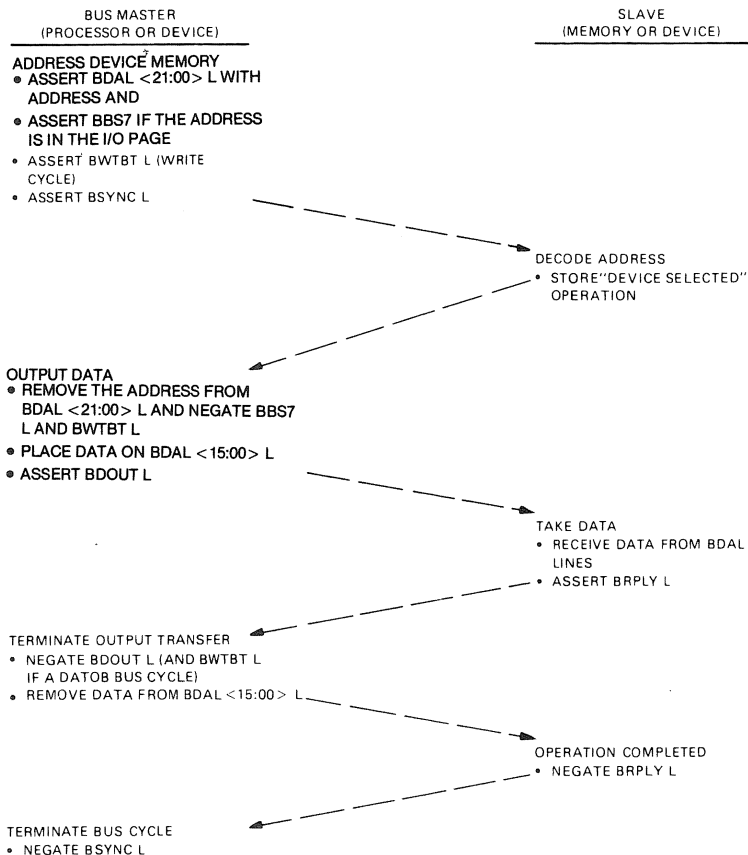 BUS MASTER
(PROCESSOR OR DEVICE)
SLAVE
(MEMORY OR DEVICE)
ADDRESS DEVICE MEMORY
• ASSERT BDAL <21:00> L WITH
ADDRESS AND
• ASSERT BBS7 IF THE ADDRESS
IS IN THE I/O PAGE
• ASSERT BWTBT L (WRITE
CYCLE)
• ASSERT BSYNC L
DECODE ADDRESS
• STORE"DEVICE SELECTED"
OPERATION
OUTPUT DATA
• REMOVE THE ADDRESS FROM
BDAL <21:00> L AND NEGATE BBS7
L AND BWTBT L
• PLACE DATA ON BDAL <15:00> L
• ASSERT BDOUT L
TAKE DATA
• RECEIVE DATA FROM BDAL
LINES
• ASSERT BRPLY L
TERMINATE OUTPUT TRANSFER
• NEGATE BDOUT L (AND BWTBT L
IF A DATOB BUS CYCLE)
• REMOVE DATA FROM BDAL <15:00> L
OPERATION COMPLETED
• NEGATE BRPLY L
TERMINATE BUS CYCLE
• NEGATE BSYNC L